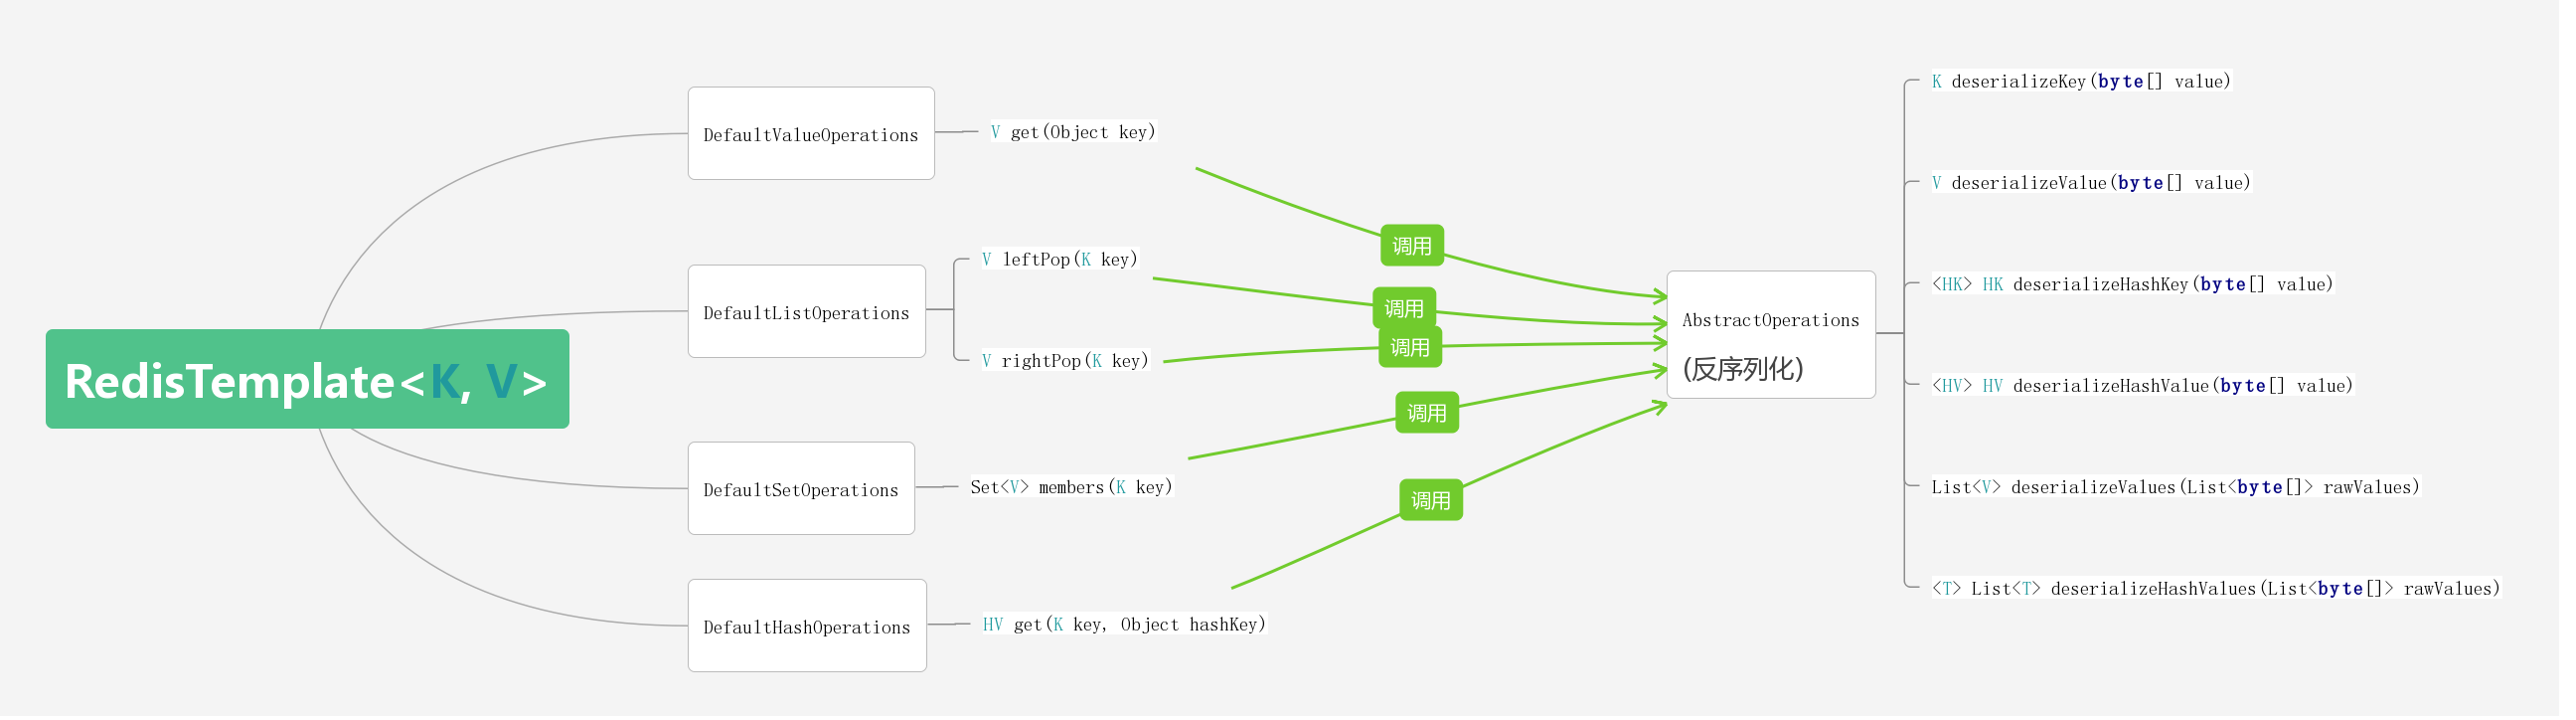 RedisTemplate<K, V>
DefaultValueOperations
V get(Object key)
DefaultListOperations
V leftPop(K key)
V rightPop(K key)
DefaultSetOperations
Set<V> members(K key)
DefaultHashOperations
HV get(K key, Object hashKey)
调用
调用
调用
调用
调用
AbstractOperations
(反序列化)
K deserializeKey(byte[] value)
V deserializeValue(byte[] value)
<HK> HK deserializeHashKey(byte[] value)
<HV> HV deserializeHashValue(byte[] value)
List<V> deserializeValues(List<byte[]> rawValues)
<T> List<T> deserializeHashValues(List<byte[]> rawValues)